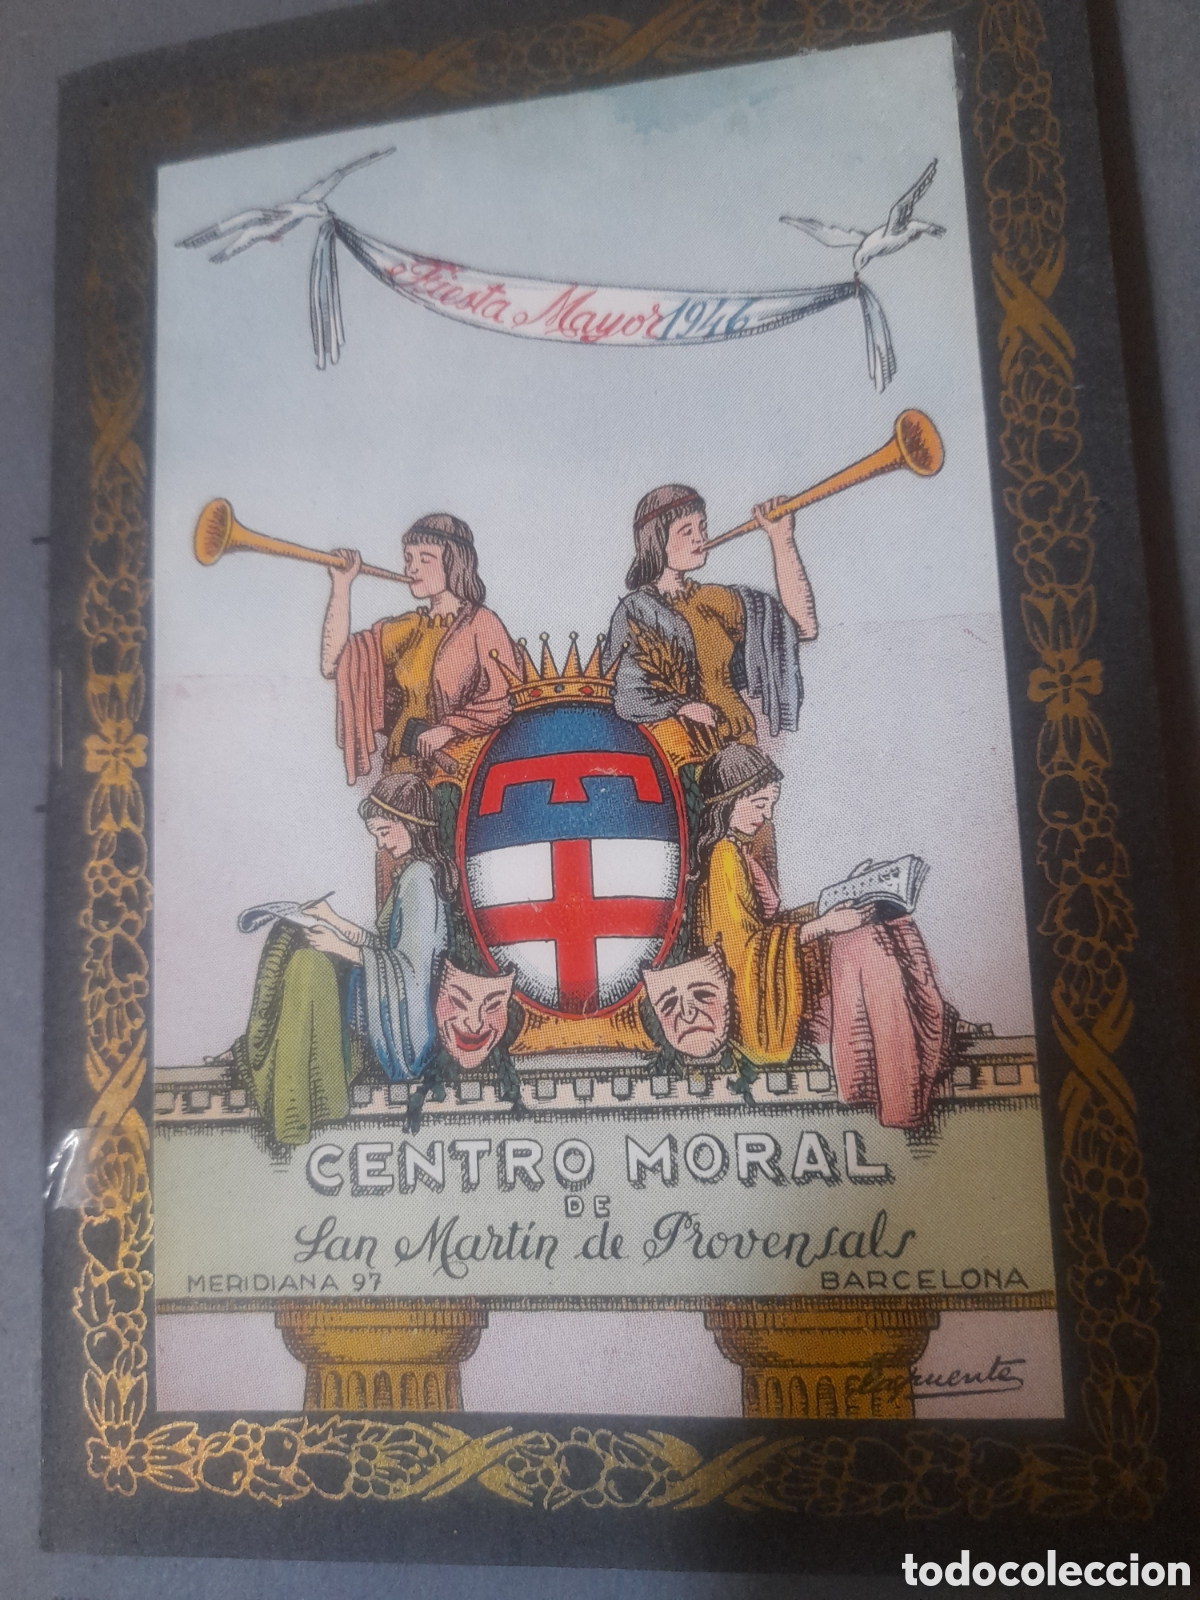 Fiesta Mayor 1946
CENTRO MORAL
DE
San Martín de Provensals
MERIDIANA 97 BARCELONA
todocoleccion